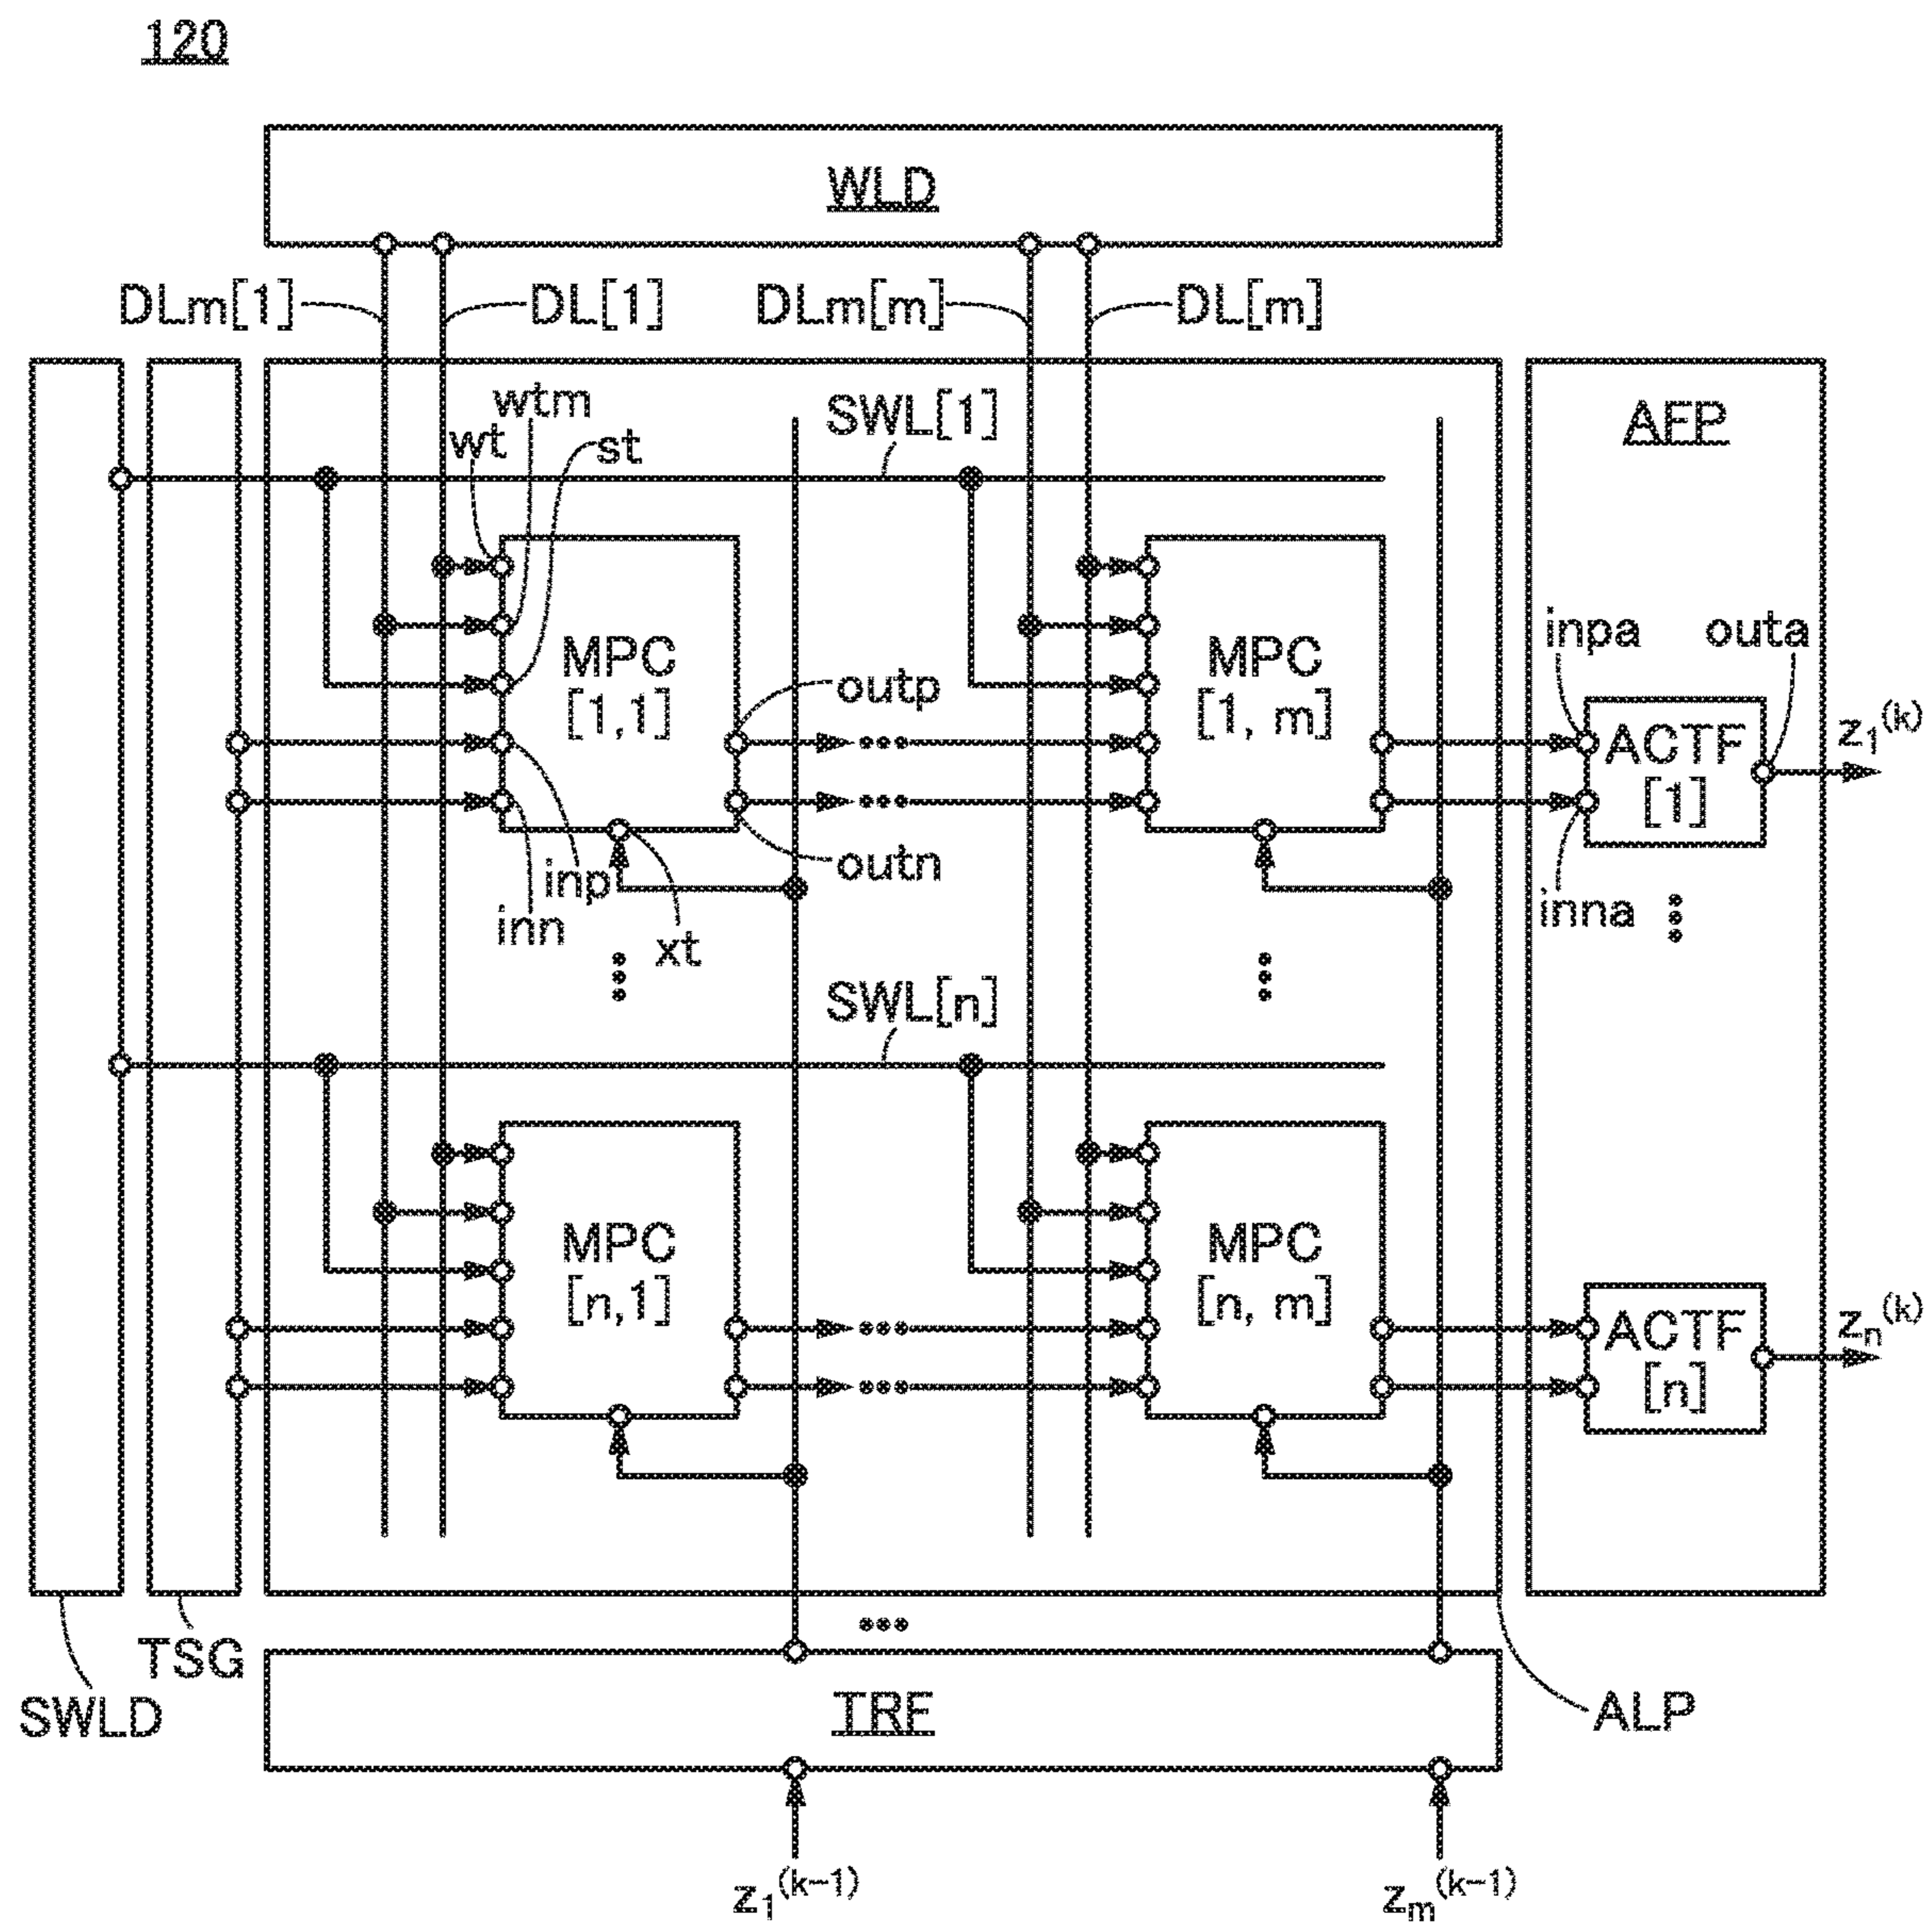 120
WLD
DLm[1]
DL[1]
DLm[m]
DL[m]
wtm
wt
st
SWL[1]
AFP
MPC
[1,1]
MPC
[1, m]
inpa
outa
outp
ACTF
[1]
z₁⁽ᵏ⁾
outn
inp
inn
xt
inna
SWL[n]
MPC
[n,1]
MPC
[n, m]
ACTF
[n]
zₙ⁽ᵏ⁾
TSG
SWLD
TRF
ALP
z₁⁽ᵏ⁻¹⁾
zₘ⁽ᵏ⁻¹⁾